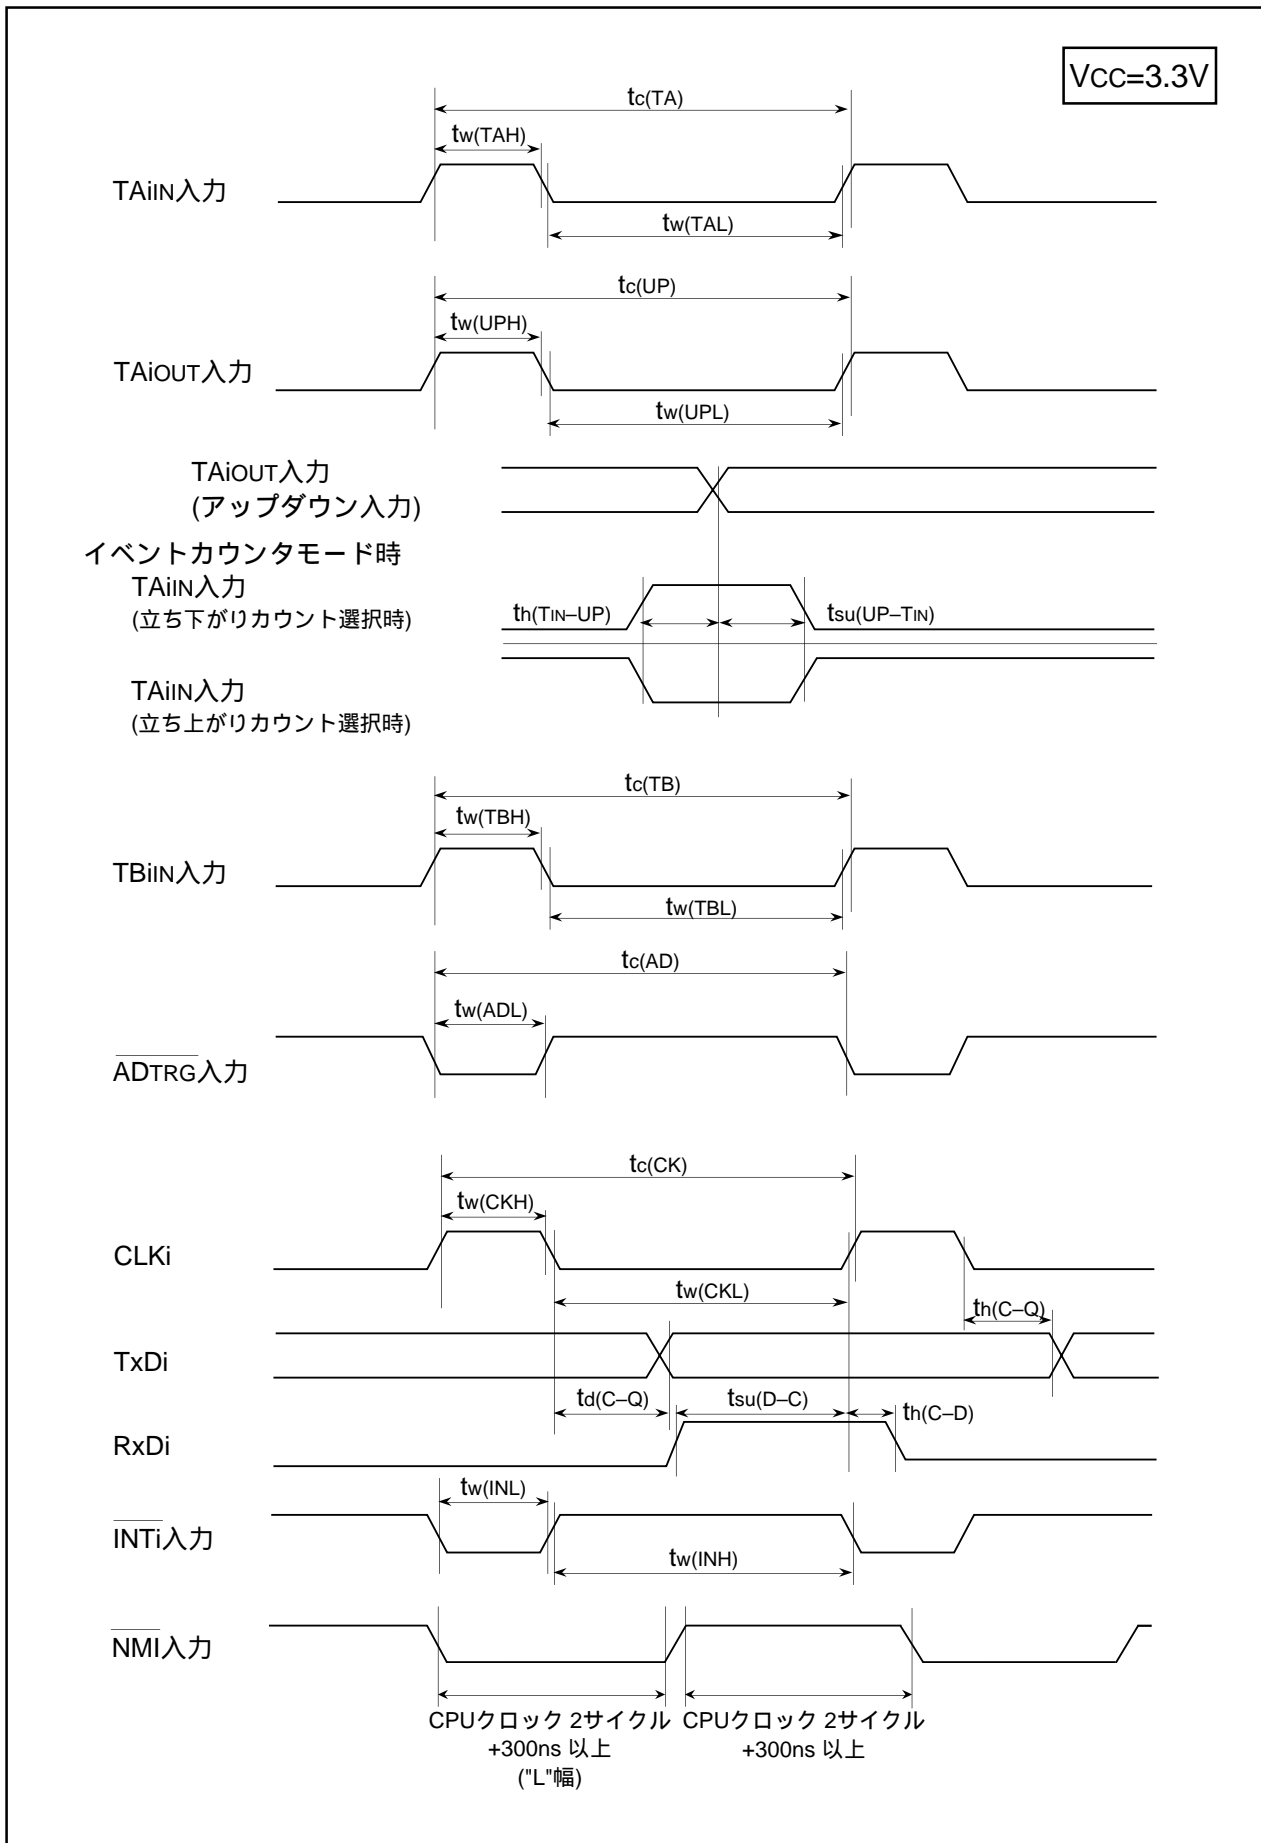 VCC=3.3V
tc(TA)
tw(TAH)
TAiIN入力
tw(TAL)
tc(UP)
tw(UPH)
TAiOUT入力
tw(UPL)
TAiOUT入力
(アップダウン入力)
イベントカウンタモード時
TAiIN入力
(立ち下がりカウント選択時)
th(TIN–UP)
tsu(UP–TIN)
TAiIN入力
(立ち上がりカウント選択時)
tc(TB)
tw(TBH)
TBiIN入力
tw(TBL)
tc(AD)
tw(ADL)
ADTRG入力
tc(CK)
tw(CKH)
CLKi
tw(CKL)
th(C–Q)
TxDi
td(C–Q)
tsu(D–C)
th(C–D)
RxDi
tw(INL)
INTi入力
tw(INH)
NMI入力
CPUクロック 2サイクル
+300ns 以上
("L"幅)
CPUクロック 2サイクル
+300ns 以上